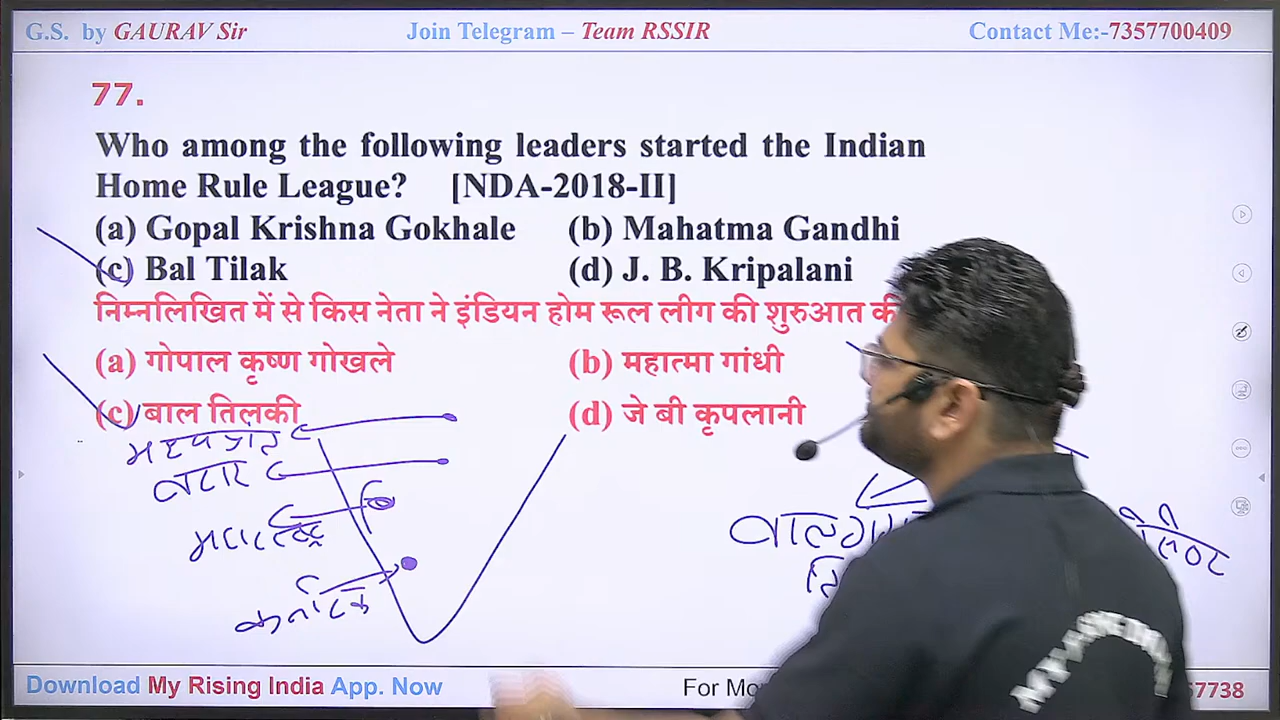 G.S. by GAURAV Sir Join Telegram – Team RSSIR Contact Me:-7357700409
77.
Who among the following leaders started the Indian
Home Rule League? [NDA-2018-II]
(a) Gopal Krishna Gokhale (b) Mahatma Gandhi
(c) Bal Tilak (d) J. B. Kripalani
निम्नलिखित में से किस नेता ने इंडियन होम रूल लीग की शुरुआत की
(a) गोपाल कृष्ण गोखले (b) महात्मा गांधी
(c) बाल तिलकी (d) जे बी कृपलानी
बरार
महाराष्ट्र
कर्नाटक
Download My Rising India App. Now For Mo 7738